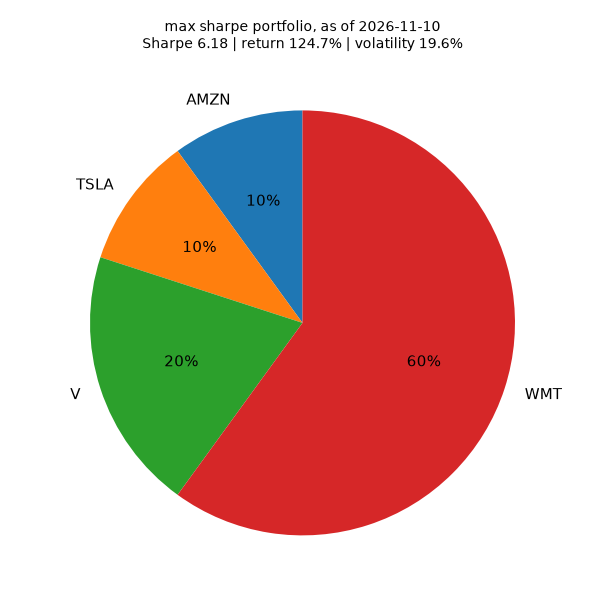 max sharpe portfolio, as of 2026-11-10
Sharpe 6.18 | return 124.7% | volatility 19.6%
AMZN
10%
TSLA
10%
V
20%
60%
WMT